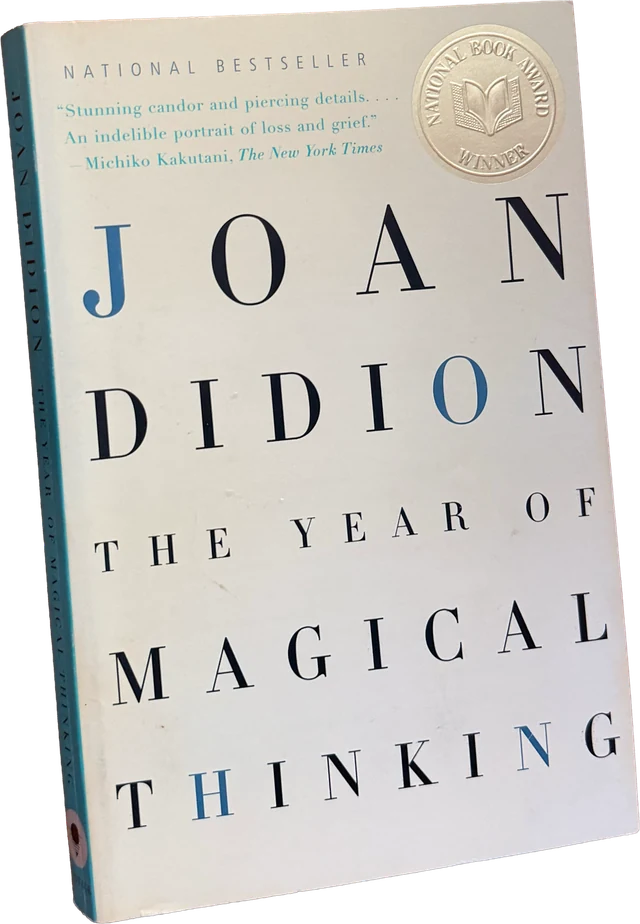 NATIONAL BESTSELLER
“Stunning candor and piercing details. . . .
An indelible portrait of loss and grief.”
—Michiko Kakutani, The New York Times
NATIONAL BOOK AWARD
WINNER
JOAN
DIDION
THE YEAR OF
MAGICAL
THINKING
JOAN DIDION THE YEAR OF MAGICAL THINKING